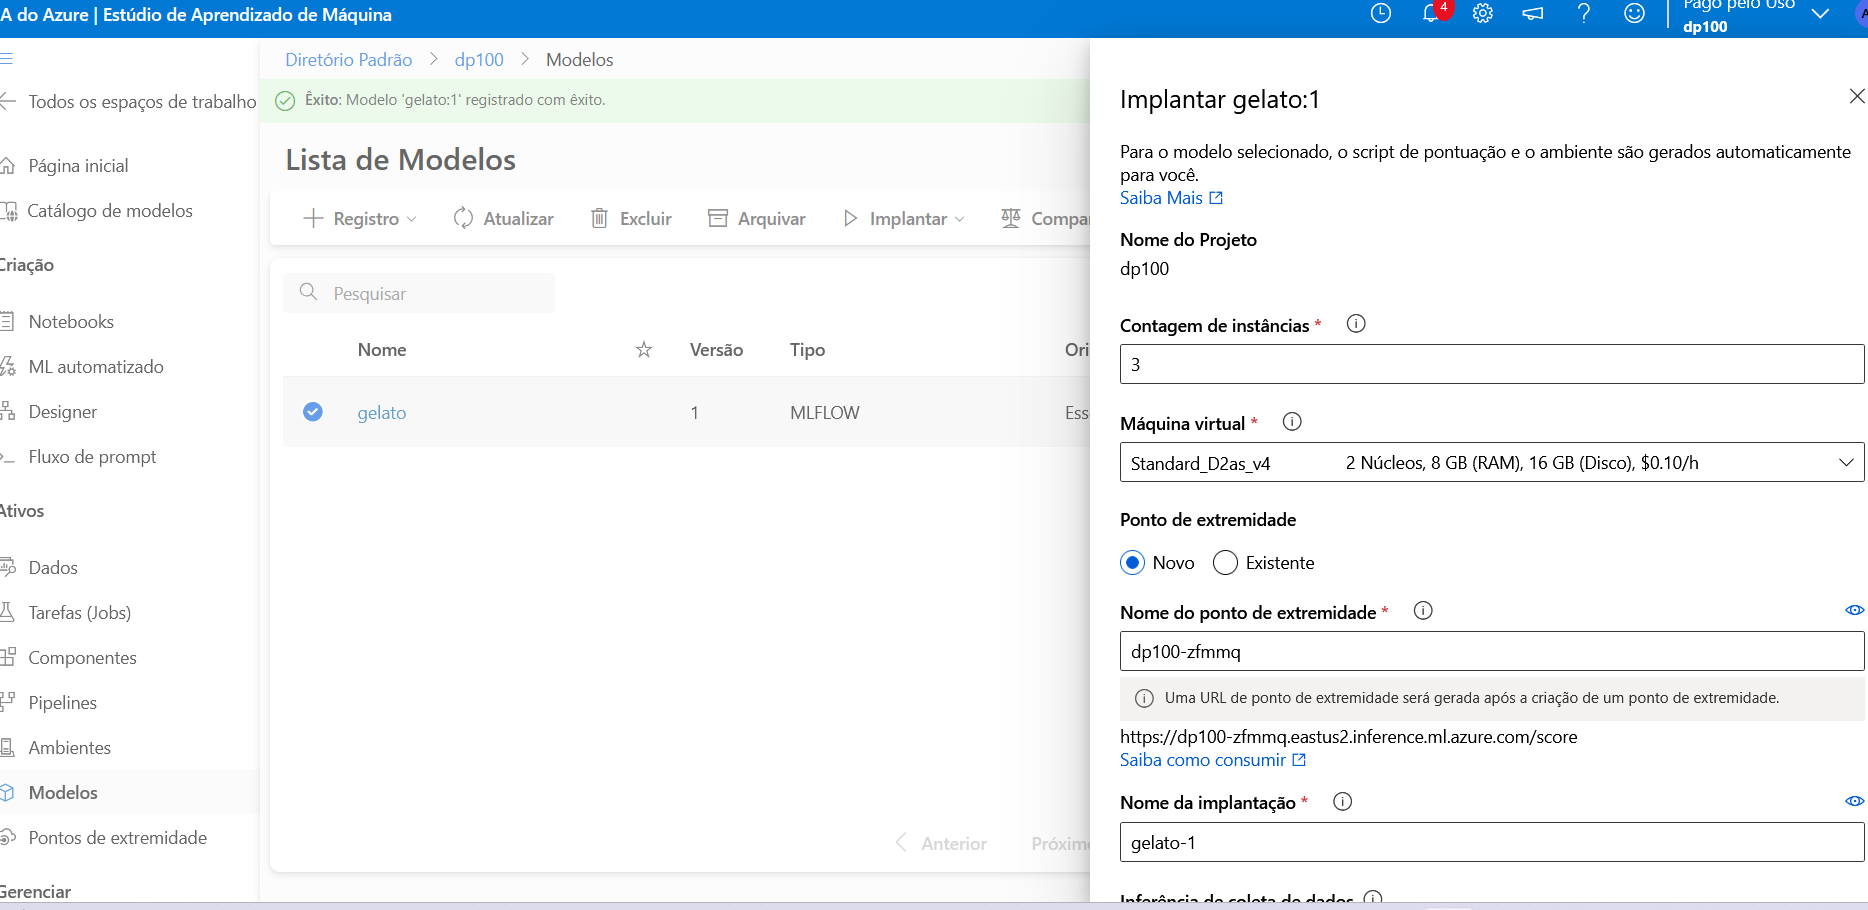 A do Azure | Estúdio de Aprendizado de Máquina
4
Pago pelo Uso
dp100
Todos os espaços de trabalho
Página inicial
Catálogo de modelos
Criação
Notebooks
ML automatizado
Designer
Fluxo de prompt
Ativos
Dados
Tarefas (Jobs)
Componentes
Pipelines
Ambientes
Modelos
Pontos de extremidade
Gerenciar
Diretório Padrão > dp100 > Modelos
Êxito: Modelo 'gelato:1' registrado com êxito.
Lista de Modelos
Registro Atualizar Excluir Arquivar Implantar Compa
Pesquisar
Nome Versão Tipo Ori
gelato 1 MLFLOW Ess
Anterior Próxim
Implantar gelato:1
Para o modelo selecionado, o script de pontuação e o ambiente são gerados automaticamente
para você.
Saiba Mais
Nome do Projeto
dp100
Contagem de instâncias *
3
Máquina virtual *
Standard_D2as_v4 2 Núcleos, 8 GB (RAM), 16 GB (Disco), $0.10/h
Ponto de extremidade
Novo Existente
Nome do ponto de extremidade *
dp100-zfmmq
Uma URL de ponto de extremidade será gerada após a criação de um ponto de extremidade.
https://dp100-zfmmq.eastus2.inference.ml.azure.com/score
Saiba como consumir
Nome da implantação *
gelato-1
Inferência de coleta de dados